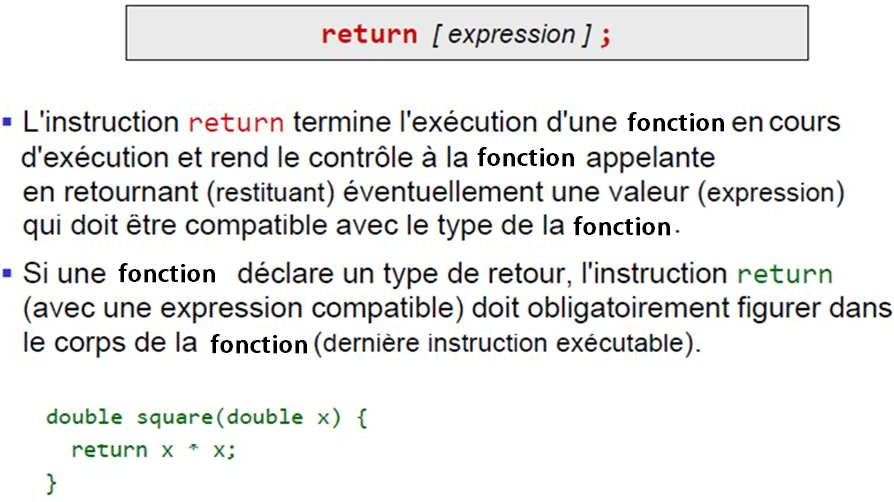 return [ expression ] ;
▪ L'instruction return termine l'exécution d'une fonction en cours
d'exécution et rend le contrôle à la fonction appelante
en retournant (restituant) éventuellement une valeur (expression)
qui doit être compatible avec le type de la fonction.
▪ Si une fonction déclare un type de retour, l'instruction return
(avec une expression compatible) doit obligatoirement figurer dans
le corps de la fonction (dernière instruction exécutable).
double square(double x) {
return x * x;
}